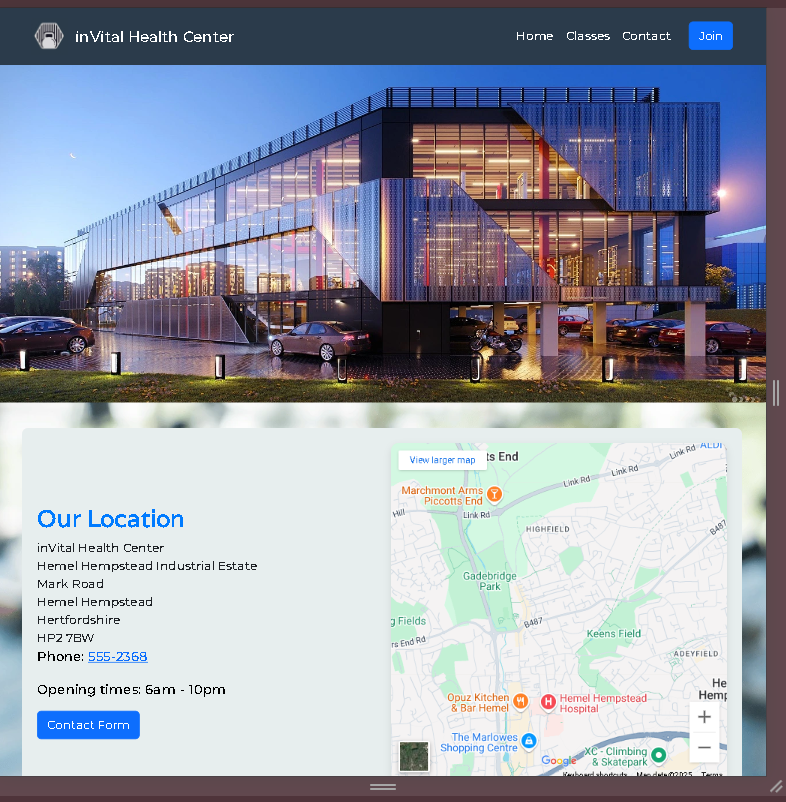 inVital Health Center
Home Classes Contact Join
Our Location
inVital Health Center
Hemel Hempstead Industrial Estate
Mark Road
Hemel Hempstead
Hertfordshire
HP2 7BW
Phone: 555-2368
Opening times: 6am - 10pm
Contact Form
View larger map
ts End
ALDI
Marchmont Arms
Piccotts End
Link Rd
Link Rd
Link Rd
Hill
HIGHFIELD
B487
Gadebridge
Park
g Fields
B487
rs End Rd
Keens Field
ADEYFIELD
He
Hemp
Opuz Kitchen
& Bar Hemel
Hemel Hempstead
Hospital
The Marlowes
Shopping Centre
XC - Climbing
& Skatepark
Google
Keyboard shortcuts Map data ©2025 Terms